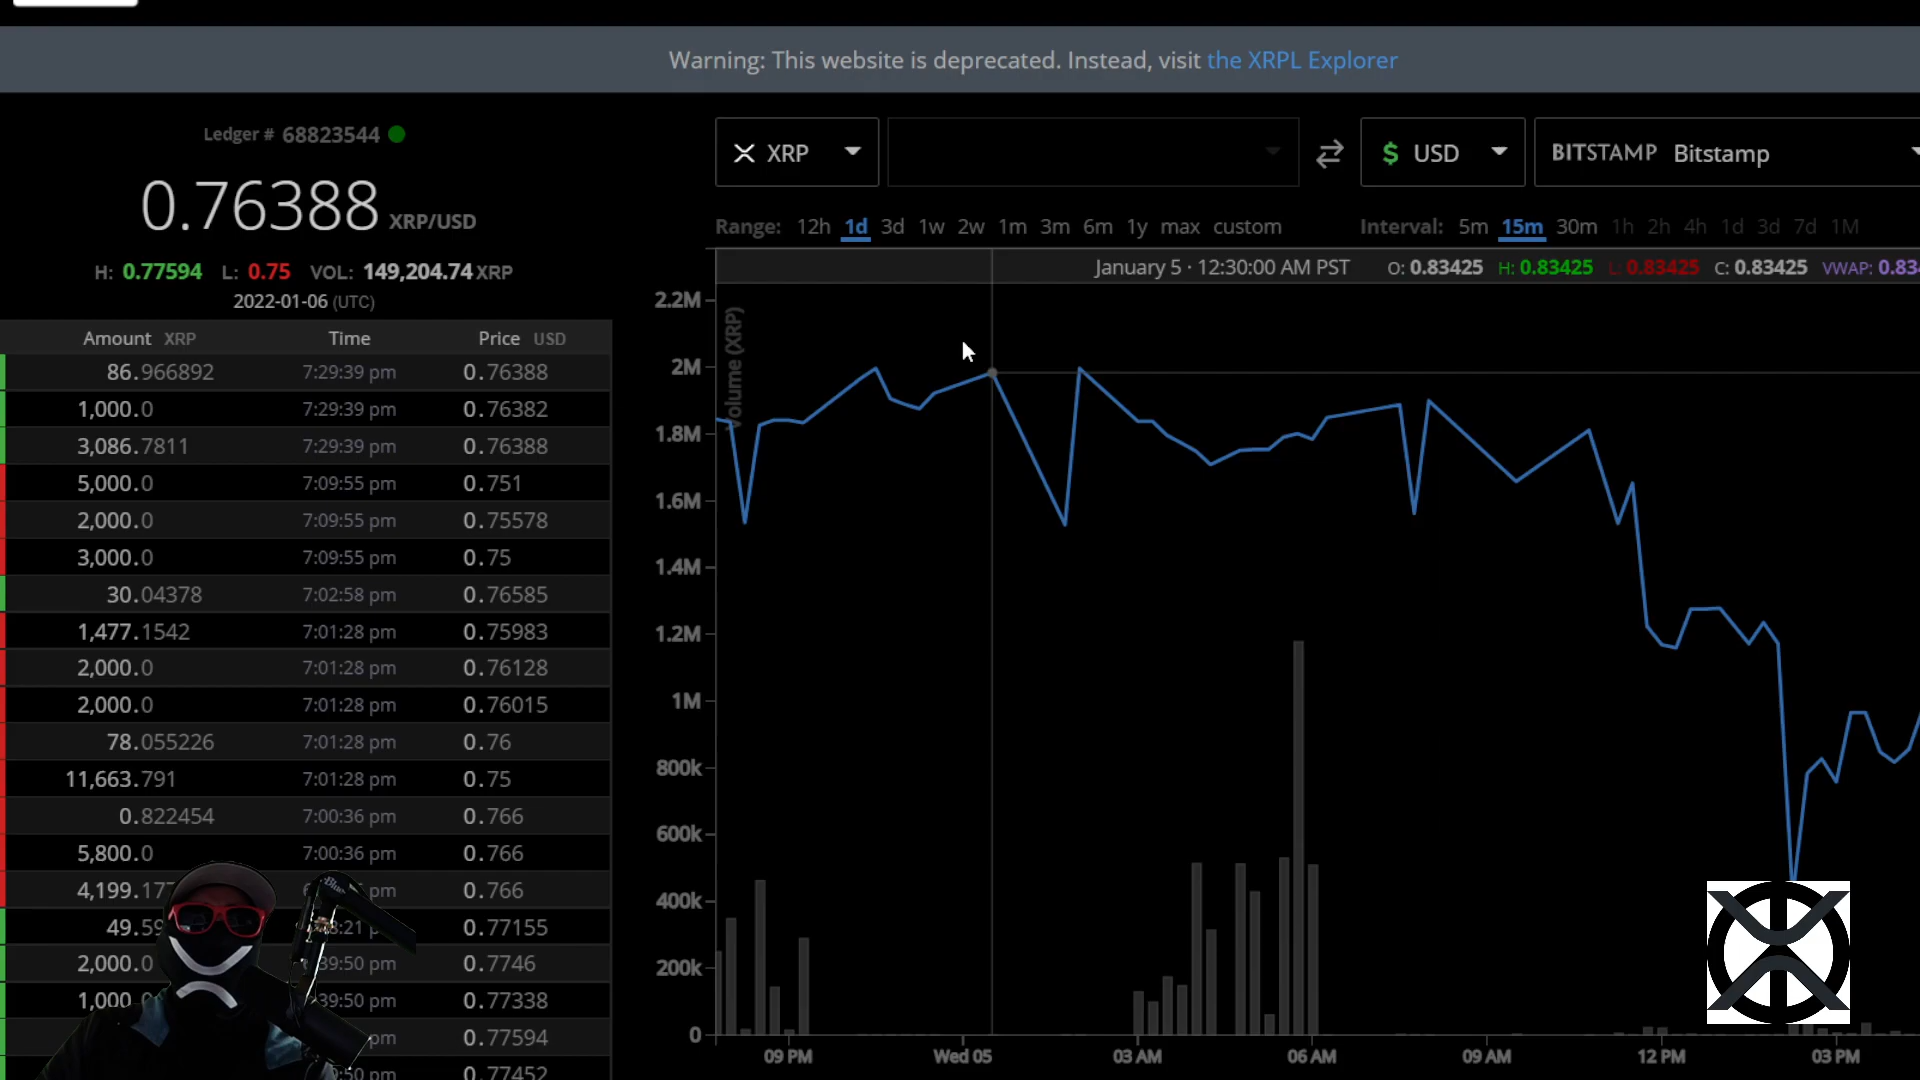 Warning: This website is deprecated. Instead, visit the XRPL Explorer
Ledger # 68823544
0.76388 XRP/USD
H: 0.77594 L: 0.75 VOL: 149,204.74 XRP
2022-01-06 (UTC)
Amount XRP Time Price USD
86.966892 7:29:39 pm 0.76388
1,000.0 7:29:39 pm 0.76382
3,086.7811 7:29:39 pm 0.76388
5,000.0 7:09:55 pm 0.751
2,000.0 7:09:55 pm 0.75578
3,000.0 7:09:55 pm 0.75
30.04378 7:02:58 pm 0.76585
1,477.1542 7:01:28 pm 0.75983
2,000.0 7:01:28 pm 0.76128
2,000.0 7:01:28 pm 0.76015
78.055226 7:01:28 pm 0.76
11,663.791 7:01:28 pm 0.75
0.822454 7:00:36 pm 0.766
5,800.0 7:00:36 pm 0.766
pm 0.766
0.77155
2,000.0 0.7746
1,000 0.77338
pm 0.77594
pm 0.77452
XRP USD BITSTAMP Bitstamp
Range: 12h 1d 3d 1w 2w 1m 3m 6m 1y max custom Interval: 5m 15m 30m 1h 2h 4h 1d 3d 7d 1M
January 5 · 12:30:00 AM PST O: 0.83425 H: 0.83425 L: 0.83425 C: 0.83425 VWAP:
Volume (XRP)
2.2M
2M
1.8M
1.6M
1.4M
1.2M
1M
800k
600k
400k
200k
0
09 PM Wed 05 03 AM 06 AM 09 AM 12 PM 03 PM